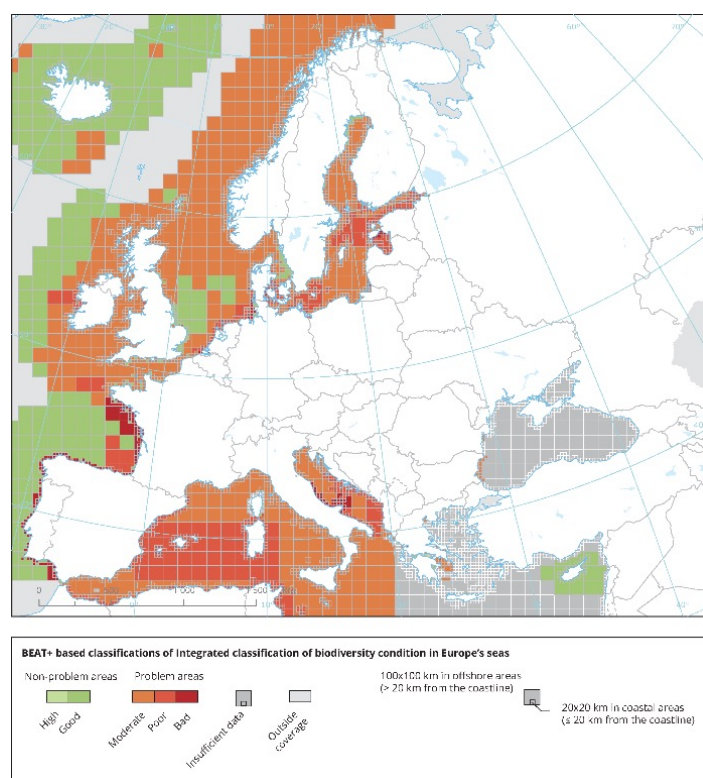 BEAT+ based classifications of Integrated classification of biodiversity condition in Europe's seas
Non-problem areas
Problem areas
High
Good
Moderate
Poor
Bad
Insufficient data
Outside
coverage
100x100 km in offshore areas
(> 20 km from the coastline)
20x20 km in coastal areas
(≤ 20 km from the coastline)